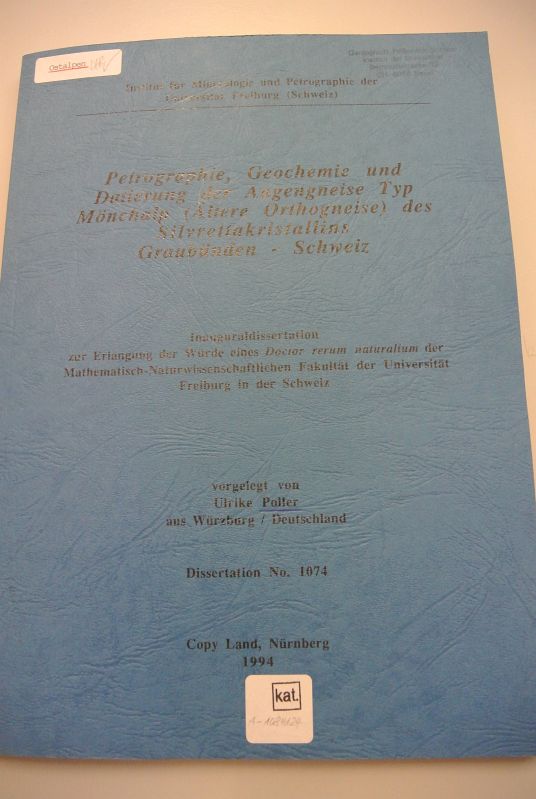 Ostalpen
Institut für Mineralogie und Petrographie der
Universität Freiburg (Schweiz)
Petrographie, Geochemie und
Datierung der Augengneise Typ
Mönchalp (Ältere Orthogneise) des
Silvrettakristallins
Graubünden - Schweiz
Inauguraldissertation
zur Erlangung der Würde eines Doctor rerum naturalium der
Mathematisch-Naturwissenschaftlichen Fakultät der Universität
Freiburg in der Schweiz
vorgelegt von
Ulrike Poller
aus Würzburg / Deutschland
Dissertation No. 1074
Copy Land, Nürnberg
1994
kat.